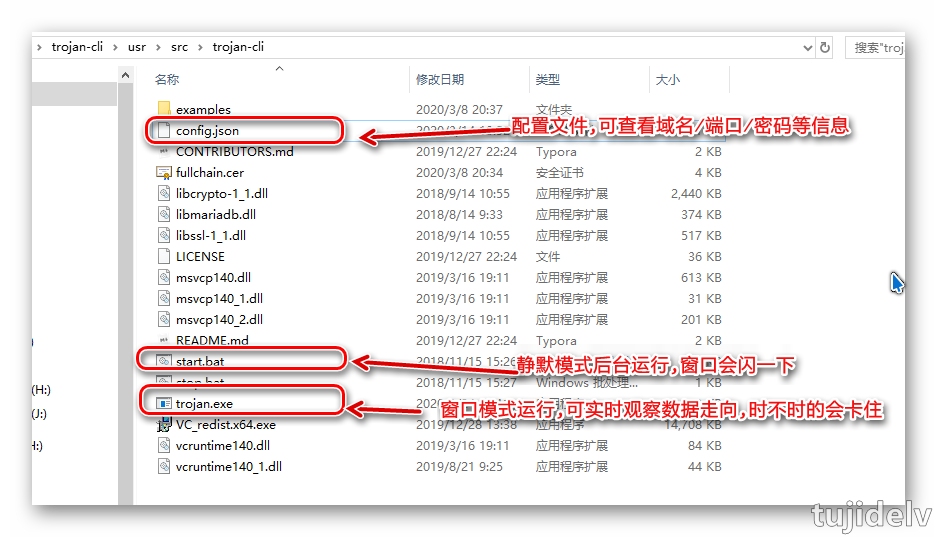 trojan-cli › usr › src › trojan-cli
搜索"troj
名称 修改日期 类型 大小
examples 2020/3/8 20:37 文件夹
config.json 配置文件,可查看域名/端口/密码等信息
CONTRIBUTORS.md 2019/12/27 22:24 Typora 2 KB
fullchain.cer 2020/3/8 20:34 安全证书 4 KB
libcrypto-1_1.dll 2018/9/14 10:55 应用程序扩展 2,440 KB
libmariadb.dll 2018/8/14 9:33 应用程序扩展 374 KB
libssl-1_1.dll 2018/9/14 10:55 应用程序扩展 517 KB
LICENSE 2019/12/27 22:24 文件 36 KB
msvcp140.dll 2019/3/16 19:11 应用程序扩展 613 KB
msvcp140_1.dll 2019/3/16 19:11 应用程序扩展 31 KB
msvcp140_2.dll 2019/3/16 19:11 应用程序扩展 201 KB
README.md 2019/12/27 22:24 Typora
start.bat 2018/11/15 15:26 静默模式后台运行,窗口会闪一下
stop.bat 2018/11/15 15:27 Windows 批处理...
(H:)
trojan.exe 窗口模式运行,可实时观察数据走向,时不时的会卡住
(J:)
VC_redist.x64.exe 2019/12/28 13:38 应用程序 14,708 KB
vcruntime140.dll 2019/3/16 19:11 应用程序扩展 84 KB
vcruntime140_1.dll 2019/8/21 9:25 应用程序扩展 44 KB
tujidelv